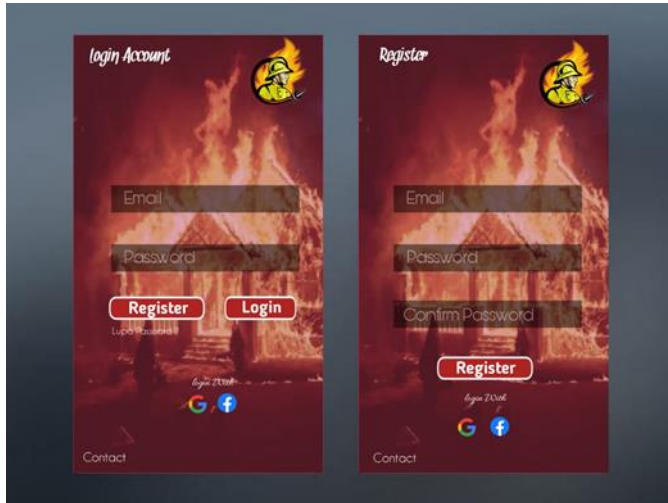 Login Account
Email
Password
Register
Login
Lupa Password
login With
Contact
Register
Email
Password
Confirm Password
Register
login With
Contact